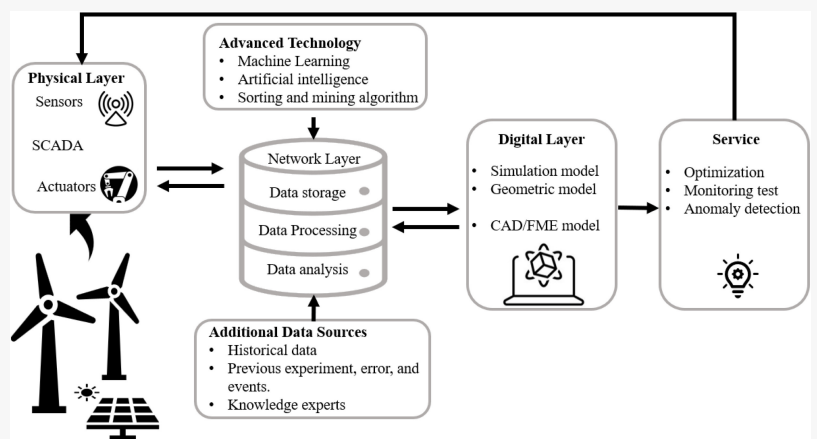 Physical Layer
Sensors
SCADA
Actuators
Advanced Technology
• Machine Learning
• Artificial intelligence
• Sorting and mining algorithm
Network Layer
Data storage
Data Processing
Data analysis
Additional Data Sources
• Historical data
• Previous experiment, error, and
events.
• Knowledge experts
Digital Layer
• Simulation model
• Geometric model
• CAD/FME model
Service
• Optimization
• Monitoring test
• Anomaly detection